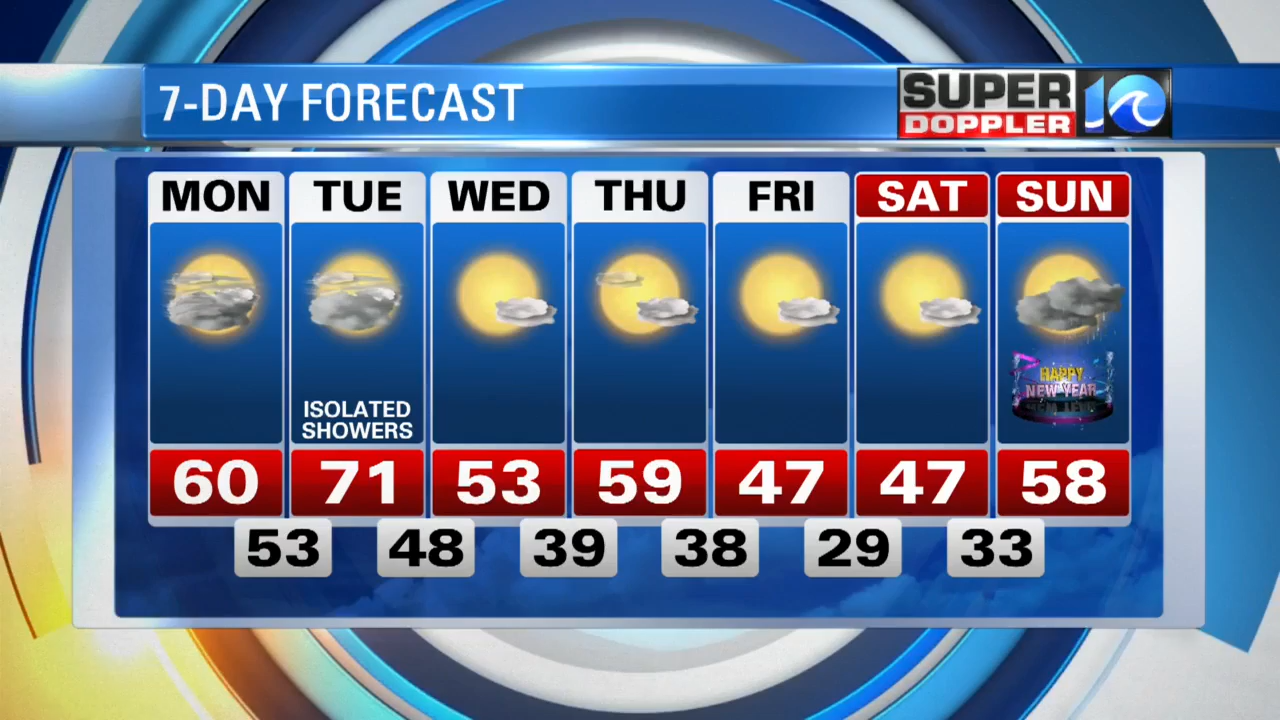 7-DAY FORECAST
SUPER
DOPPLER
10
MON TUE WED THU FRI SAT SUN
HAPPY
NEW YEAR
ISOLATED
SHOWERS
60 71 53 59 47 47 58
53 48 39 38 29 33